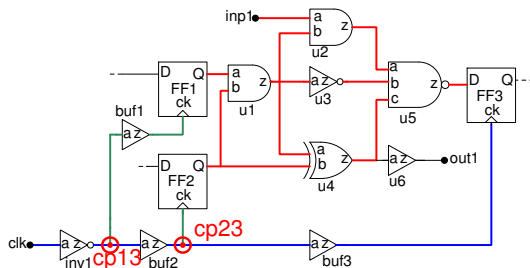 inp1
a
b
z
u2
D
Q
FF1
ck
a
b
z
u1
a z
u3
a
b
c
z
u5
D
FF3
ck
buf1
a z
D
Q
FF2
ck
a
b
z
u4
a z
u6
out1
cp23
clk
a z
inv1
cp13
a z
buf2
a z
buf3